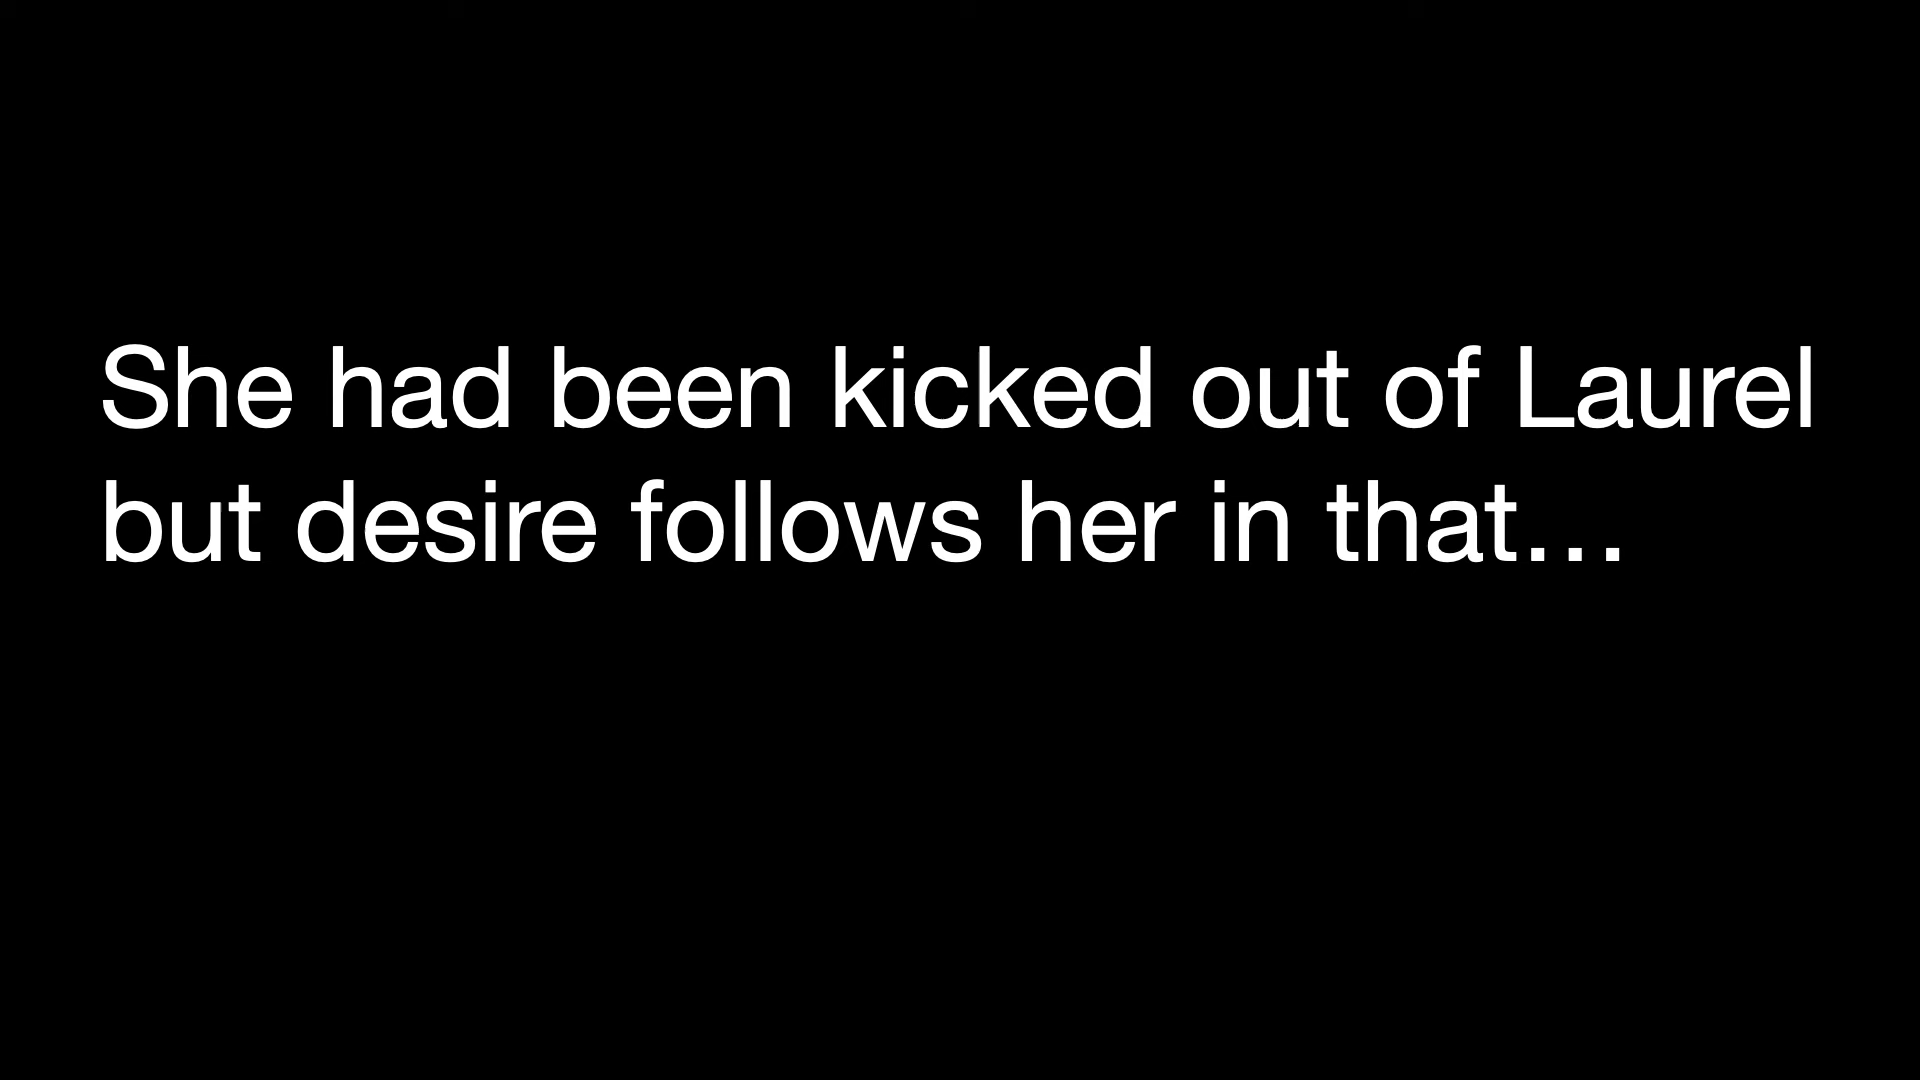 She had been kicked out of Laurel
but desire follows her in that…